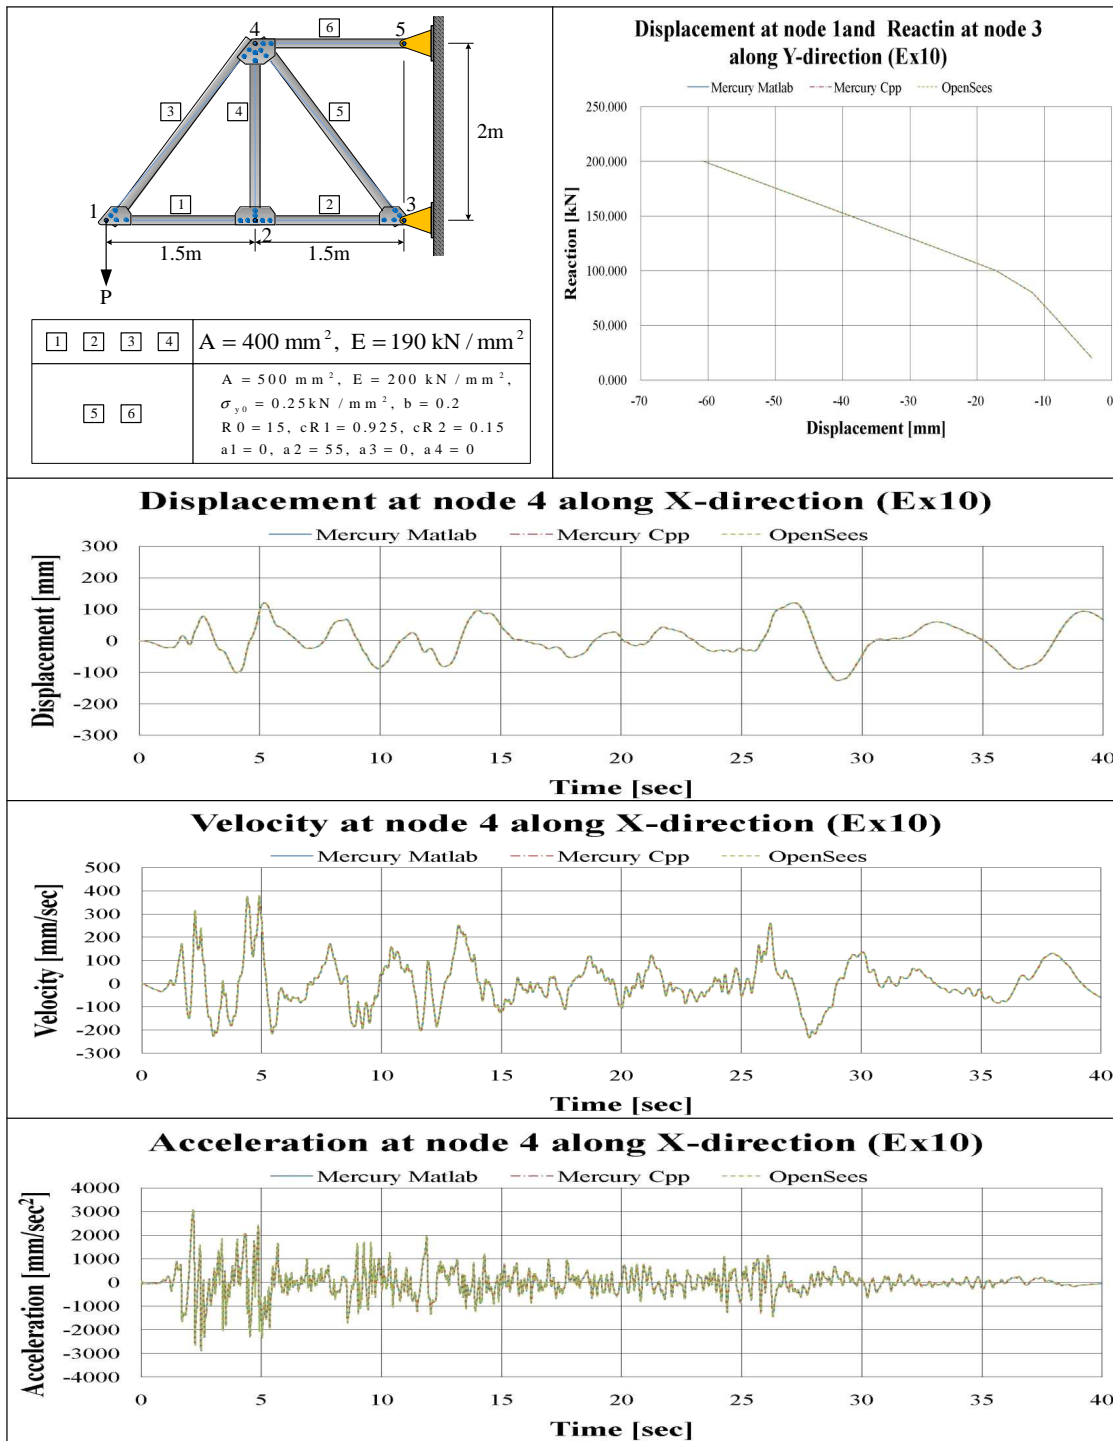 4
6
5
3
4
5
2m
1
1
2
3
2
1.5m
1.5m
P
1 2 3 4
A = 400 mm², E = 190 kN / mm²
5 6
A = 500 mm², E = 200 kN / mm²,
σy0 = 0.25kN / mm², b = 0.2
R0 = 15, cR1 = 0.925, cR2 = 0.15
a1 = 0, a2 = 55, a3 = 0, a4 = 0
Displacement at node 1and Reactin at node 3
along Y-direction (Ex10)
Mercury Matlab Mercury Cpp OpenSees
250.000
200.000
150.000
100.000
50.000
0.000
Reaction [kN]
-70 -60 -50 -40 -30 -20 -10 0
Displacement [mm]
Displacement at node 4 along X-direction (Ex10)
Mercury Matlab Mercury Cpp OpenSees
300
200
100
0
-100
-200
-300
Displacement [mm]
0 5 10 15 20 25 30 35 40
Time [sec]
Velocity at node 4 along X-direction (Ex10)
Mercury Matlab Mercury Cpp OpenSees
500
400
300
200
100
0
-100
-200
-300
Velocity [mm/sec]
0 5 10 15 20 25 30 35 40
Time [sec]
Acceleration at node 4 along X-direction (Ex10)
Mercury Matlab Mercury Cpp OpenSees
4000
3000
2000
1000
0
-1000
-2000
-3000
-4000
Acceleration [mm/sec²]
0 5 10 15 20 25 30 35 40
Time [sec]